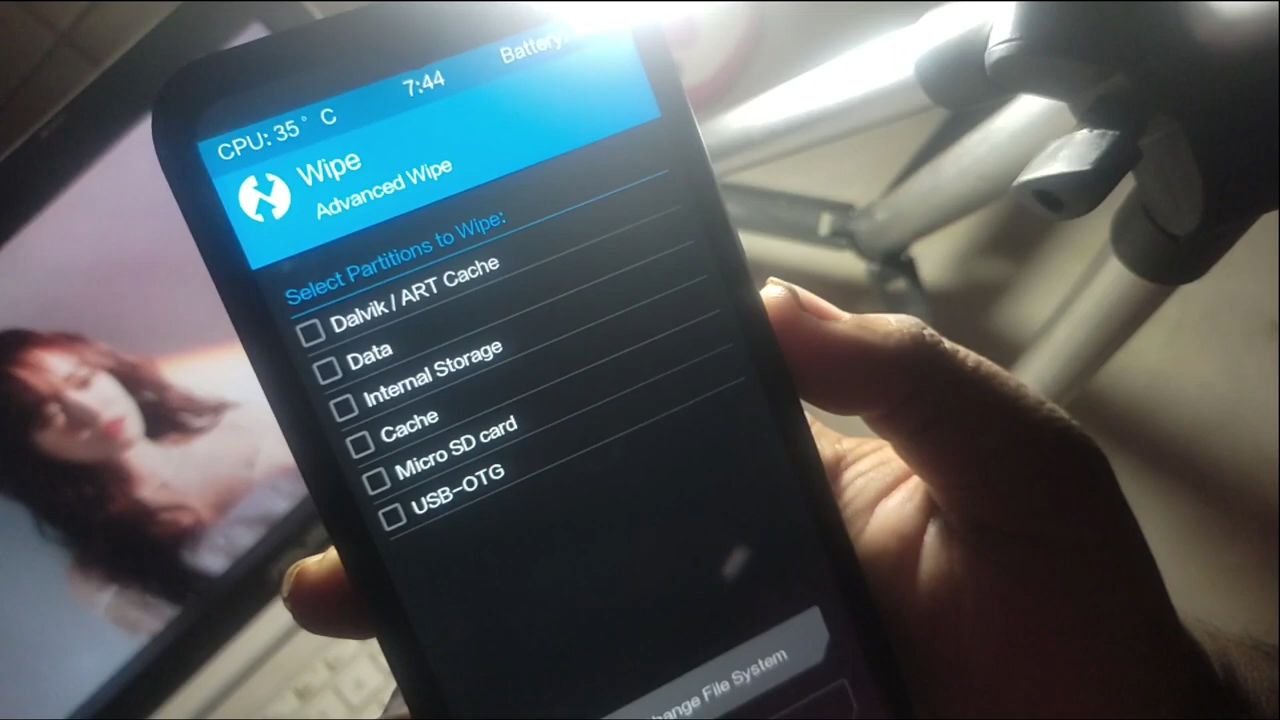 CPU: 35° C
7:44
Battery:
Wipe
Advanced Wipe
Select Partitions to Wipe:
Dalvik / ART Cache
Data
Internal Storage
Cache
Micro SD card
USB-OTG
hange File System